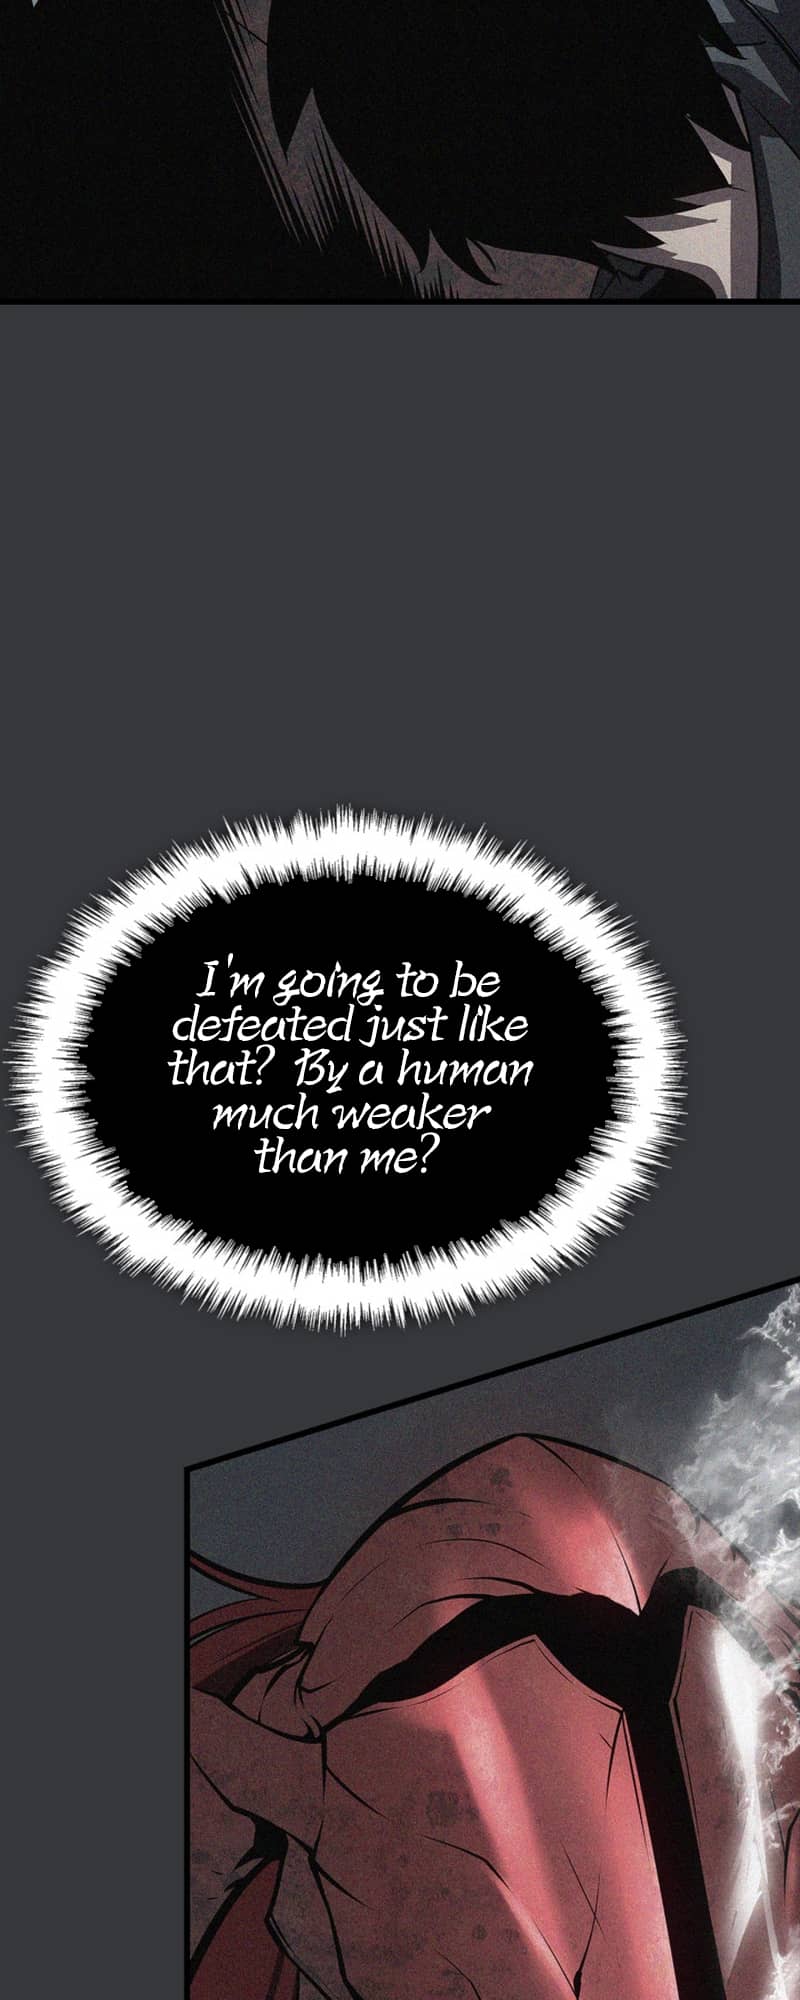 I'm going to be
defeated just like
that? By a human
much weaker
than me?